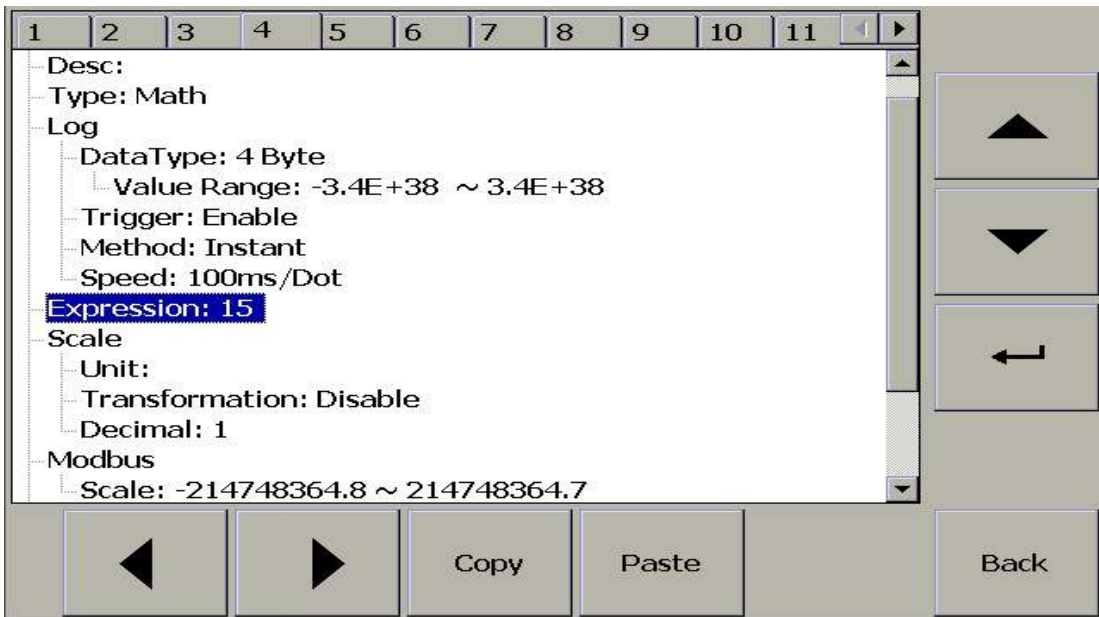 1 2 3 4 5 6 7 8 9 10 11
Desc:
Type: Math
Log
DataType: 4 Byte
Value Range: -3.4E+38 ~ 3.4E+38
Trigger: Enable
Method: Instant
Speed: 100ms/Dot
Expression: 15
Scale
Unit:
Transformation: Disable
Decimal: 1
Modbus
Scale: -214748364.8 ~ 214748364.7
Copy Paste Back